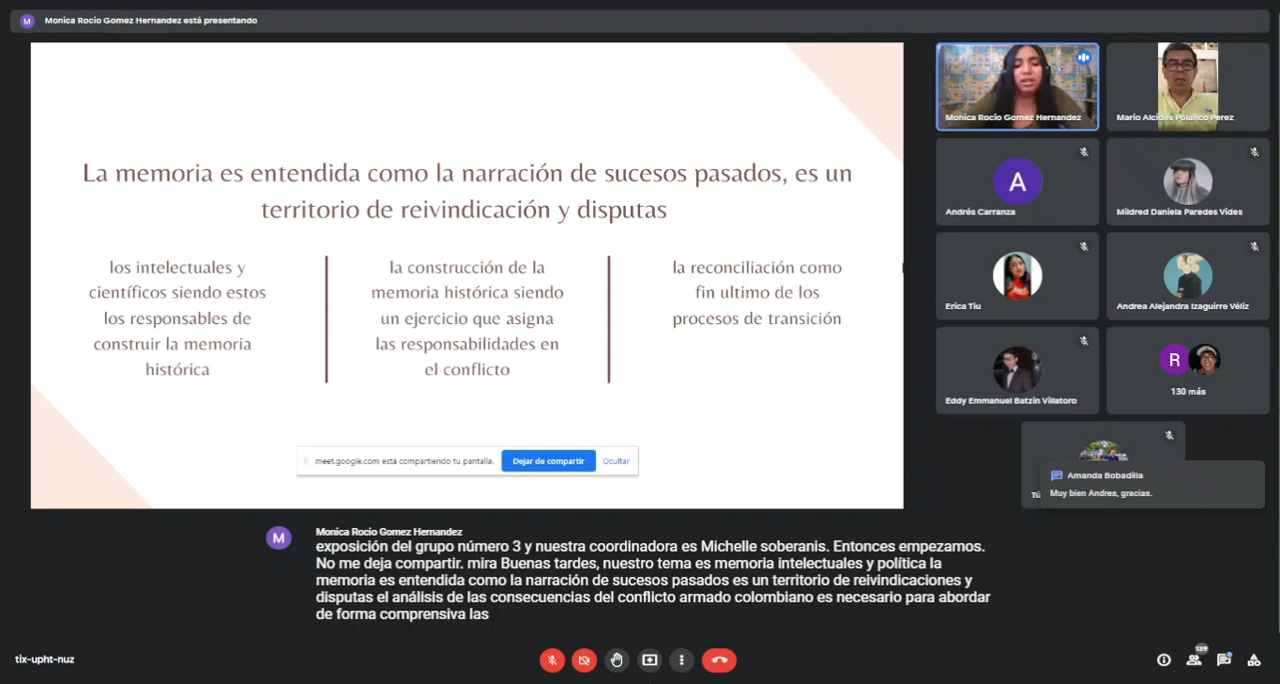 M
Monica Rocio Gomez Hernandez está presentando
La memoria es entendida como la narración de sucesos pasados, es un
territorio de reivindicación y disputas
los intelectuales y
científicos siendo estos
los responsables de
construir la memoria
histórica
la construcción de la
memoria histórica siendo
un ejercicio que asigna
las responsabilidades en
el conflicto
la reconciliación como
fin ultimo de los
procesos de transición
meet.google.com está compartiendo tu pantalla.
Dejar de compartir
Ocultar
Monica Rocio Gomez Hernandez
Mario Alcides Polanco Perez
A
Andrés Carranza
Mildred Daniela Paredes Vides
Erica Tiu
Andrea Alejandra Izaguirre Véliz
Eddy Emmanuel Batzin Villatoro
R
130 más
Tú
Amanda Bobadilla
Muy bien Andres, gracias.
M
Monica Rocio Gomez Hernandez
exposición del grupo número 3 y nuestra coordinadora es Michelle soberanis. Entonces empezamos.
No me deja compartir. mira Buenas tardes, nuestro tema es memoria intelectuales y política la
memoria es entendida como la narración de sucesos pasados es un territorio de reivindicaciones y
disputas el análisis de las consecuencias del conflicto armado colombiano es necesario para abordar
de forma comprensiva las
tix-upht-nuz
139